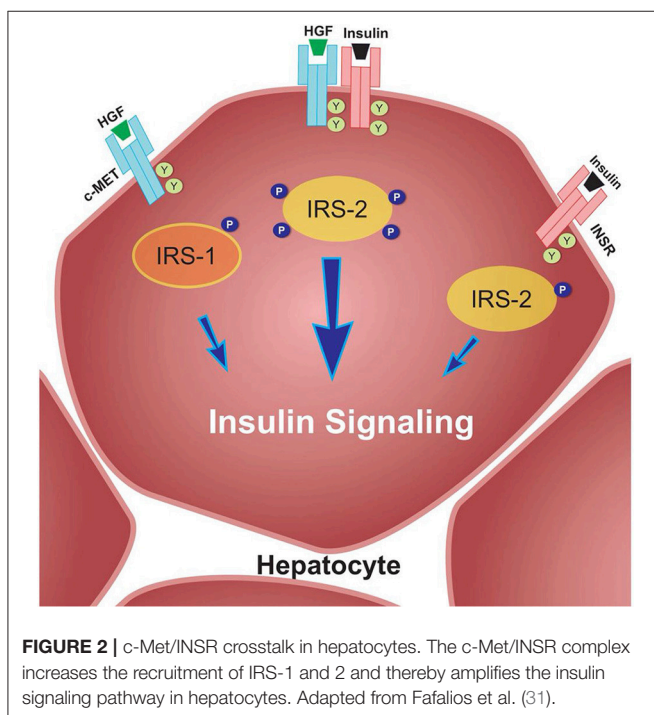 HGF Insulin
Y Y
Y Y
HGF
c-MET
Y
Y
Insulin
INSR
Y
Y
P P
IRS-2
P P
P
IRS-1
P
IRS-2
Insulin Signaling
Hepatocyte
FIGURE 2 | c-Met/INSR crosstalk in hepatocytes. The c-Met/INSR complex
increases the recruitment of IRS-1 and 2 and thereby amplifies the insulin
signaling pathway in hepatocytes. Adapted from Fafalios et al. (31).